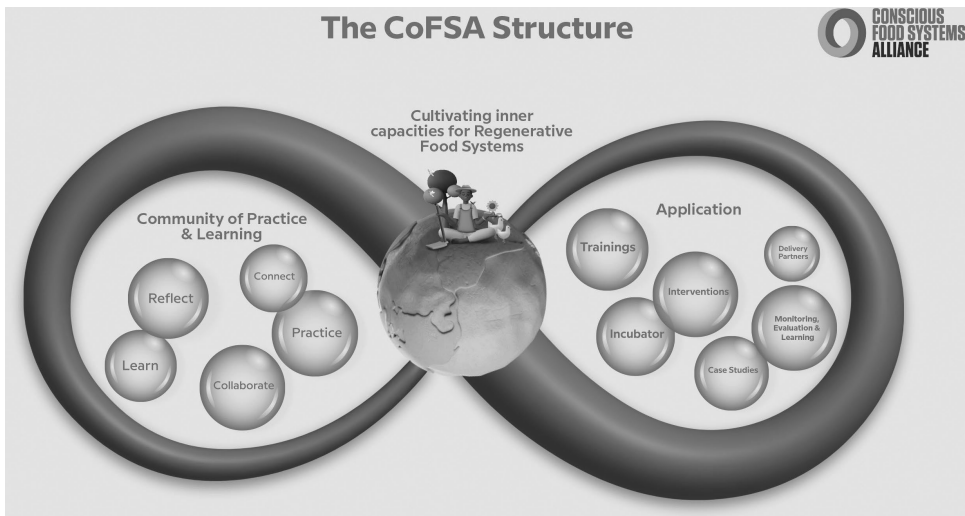 The CoFSA Structure
CONSCIOUS
FOOD SYSTEMS
ALLIANCE
Cultivating inner
capacities for Regenerative
Food Systems
Community of Practice
& Learning
Reflect
Connect
Practice
Learn
Collaborate
Application
Trainings
Delivery
Partners
Interventions
Incubator
Monitoring,
Evaluation &
Learning
Case Studies